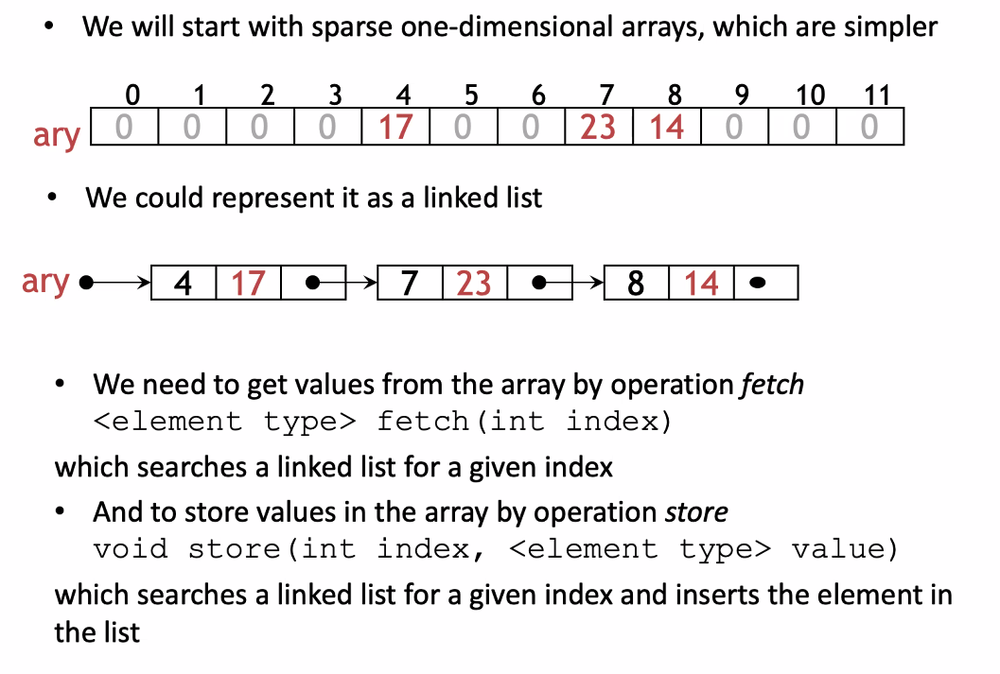 • We will start with sparse one-dimensional arrays, which are simpler
0 1 2 3 4 5 6 7 8 9 10 11
ary 0 0 0 0 17 0 0 23 14 0 0 0
• We could represent it as a linked list
ary 4 17 7 23 8 14
• We need to get values from the array by operation fetch
<element type> fetch(int index)
which searches a linked list for a given index
• And to store values in the array by operation store
void store(int index, <element type> value)
which searches a linked list for a given index and inserts the element in
the list